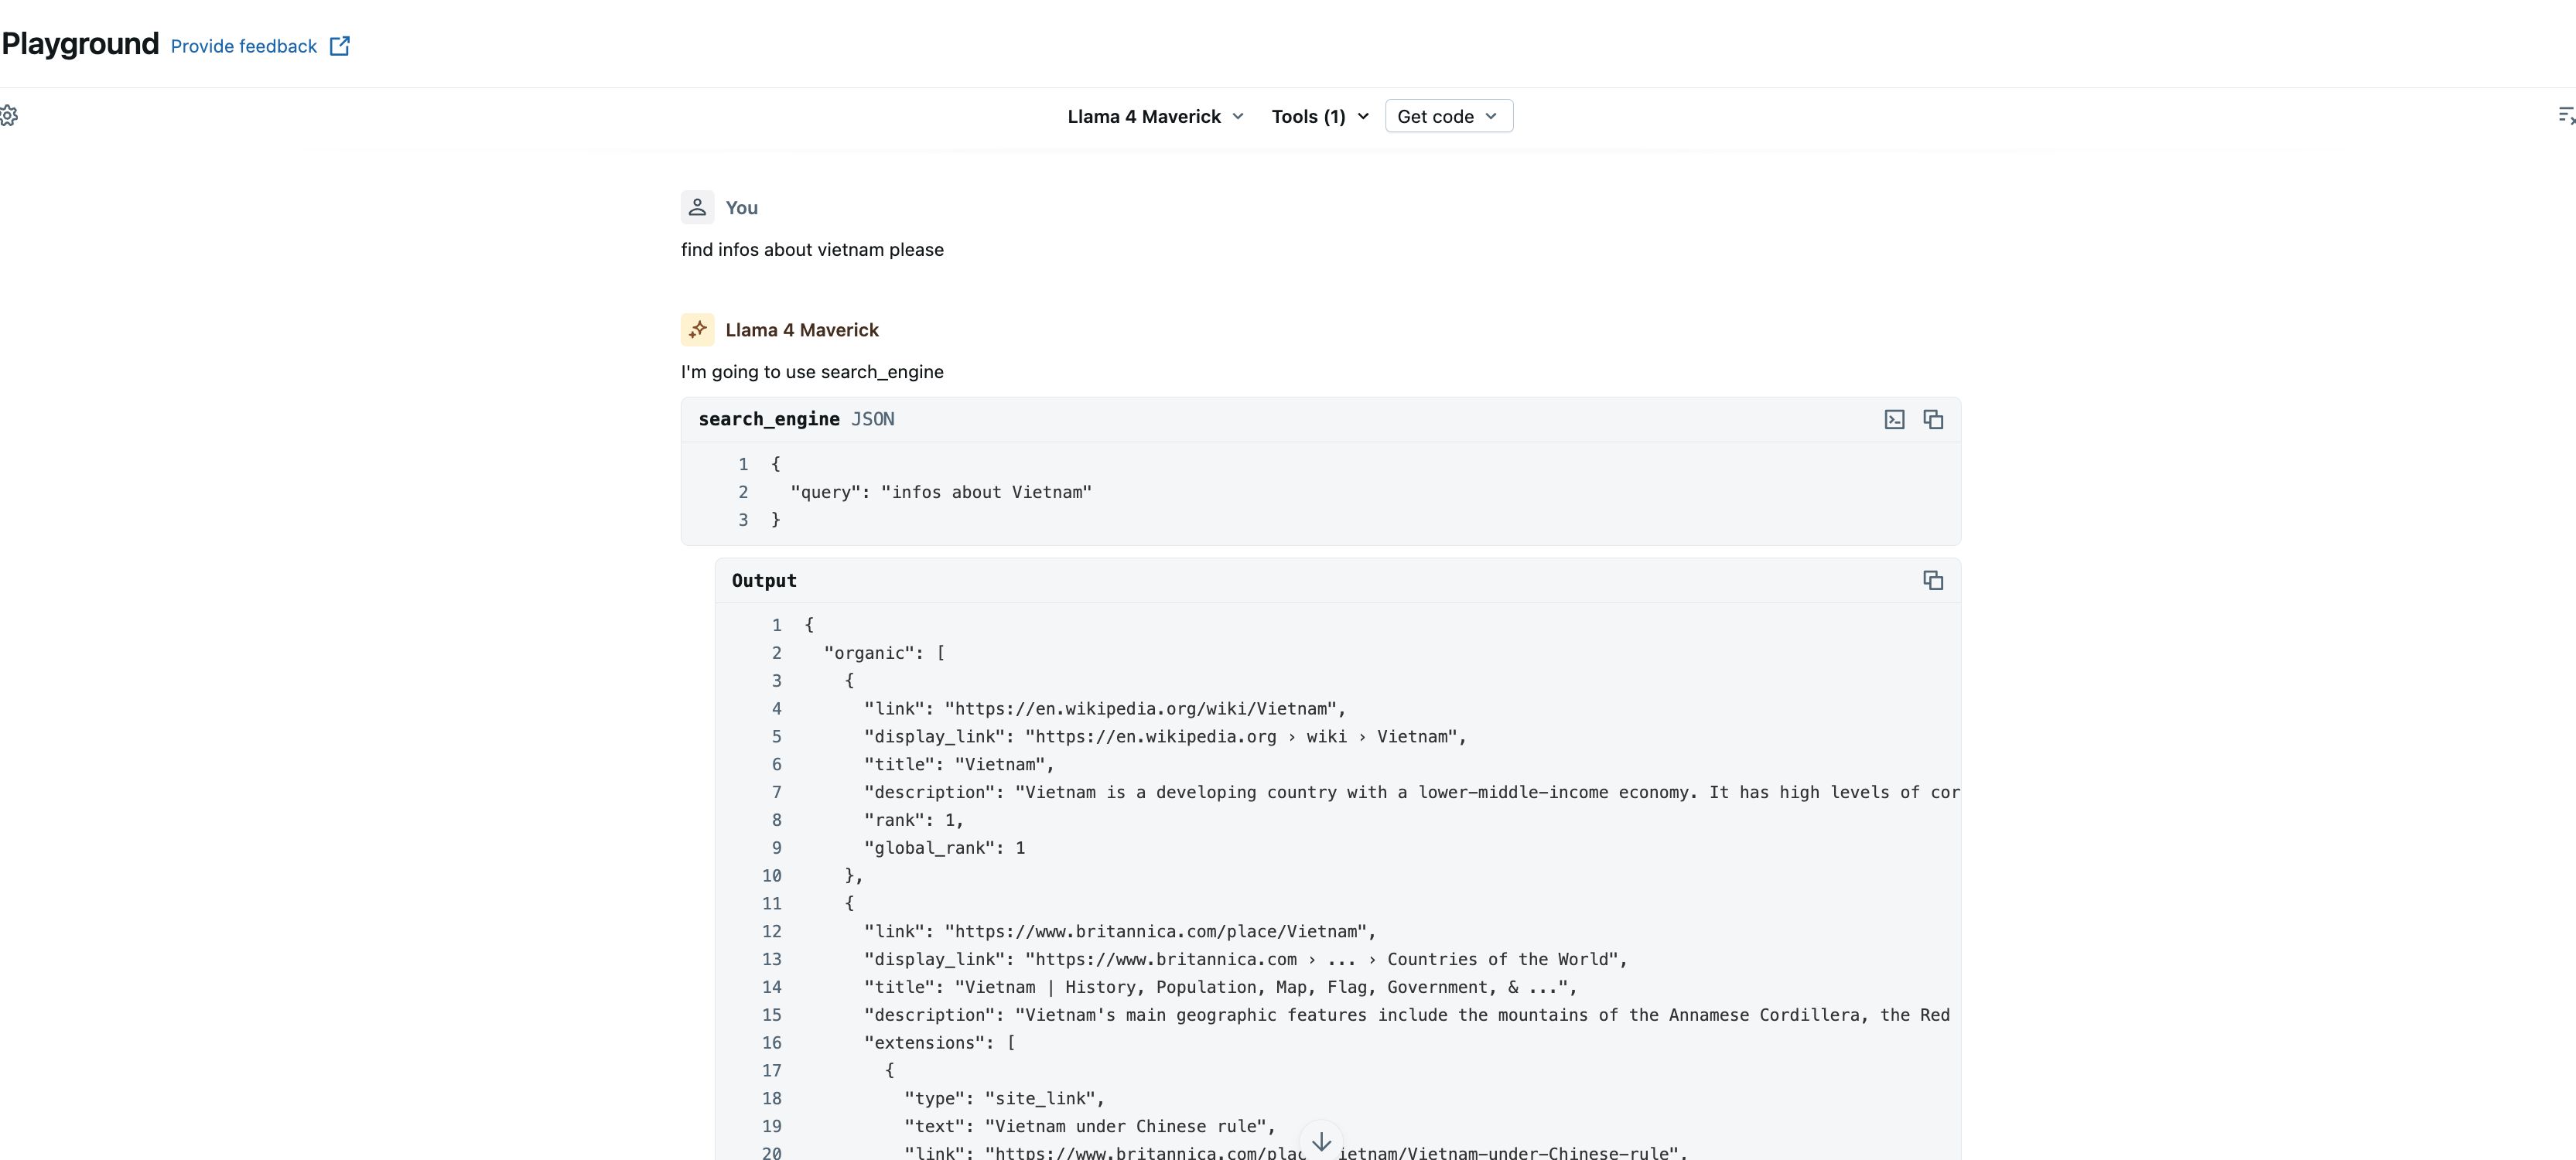 Playground Provide feedback
Llama 4 Maverick Tools (1) Get code
You
find infos about vietnam please
Llama 4 Maverick
I'm going to use search_engine
search_engine JSON
1 {
2 "query": "infos about Vietnam"
3 }
Output
1 {
2 "organic": [
3 {
4 "link": "https://en.wikipedia.org/wiki/Vietnam",
5 "display_link": "https://en.wikipedia.org › wiki › Vietnam",
6 "title": "Vietnam",
7 "description": "Vietnam is a developing country with a lower-middle-income economy. It has high levels of cor
8 "rank": 1,
9 "global_rank": 1
10 },
11 {
12 "link": "https://www.britannica.com/place/Vietnam",
13 "display_link": "https://www.britannica.com › ... › Countries of the World",
14 "title": "Vietnam | History, Population, Map, Flag, Government, & ...",
15 "description": "Vietnam's main geographic features include the mountains of the Annamese Cordillera, the Red
16 "extensions": [
17 {
18 "type": "site_link",
19 "text": "Vietnam under Chinese rule",
20 "link": "https://www.britannica.com/plac ietnam/Vietnam-under-Chinese-rule",